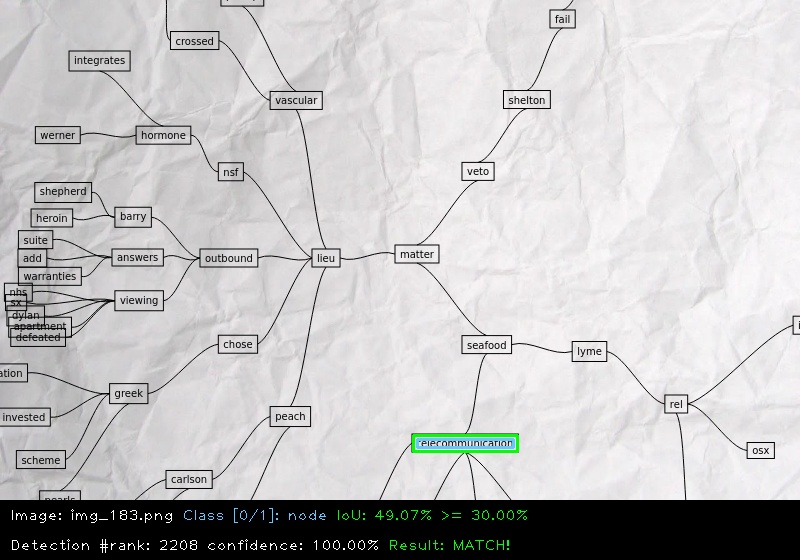 fail
crossed
integrates
vascular
shelton
werner
hormone
nsf
veto
shepherd
heroin
barry
suite
add
answers
outbound
lieu
matter
warranties
nhs
sx
viewing
dylan
apartment
defeated
chose
seafood
lyme
greek
rel
invested
peach
telecommunication
osx
scheme
carlson
pearls
Image: img_183.png Class [0/1]: node IoU: 49.07% >= 30.00%
Detection #rank: 2208 confidence: 100.00% Result: MATCH!